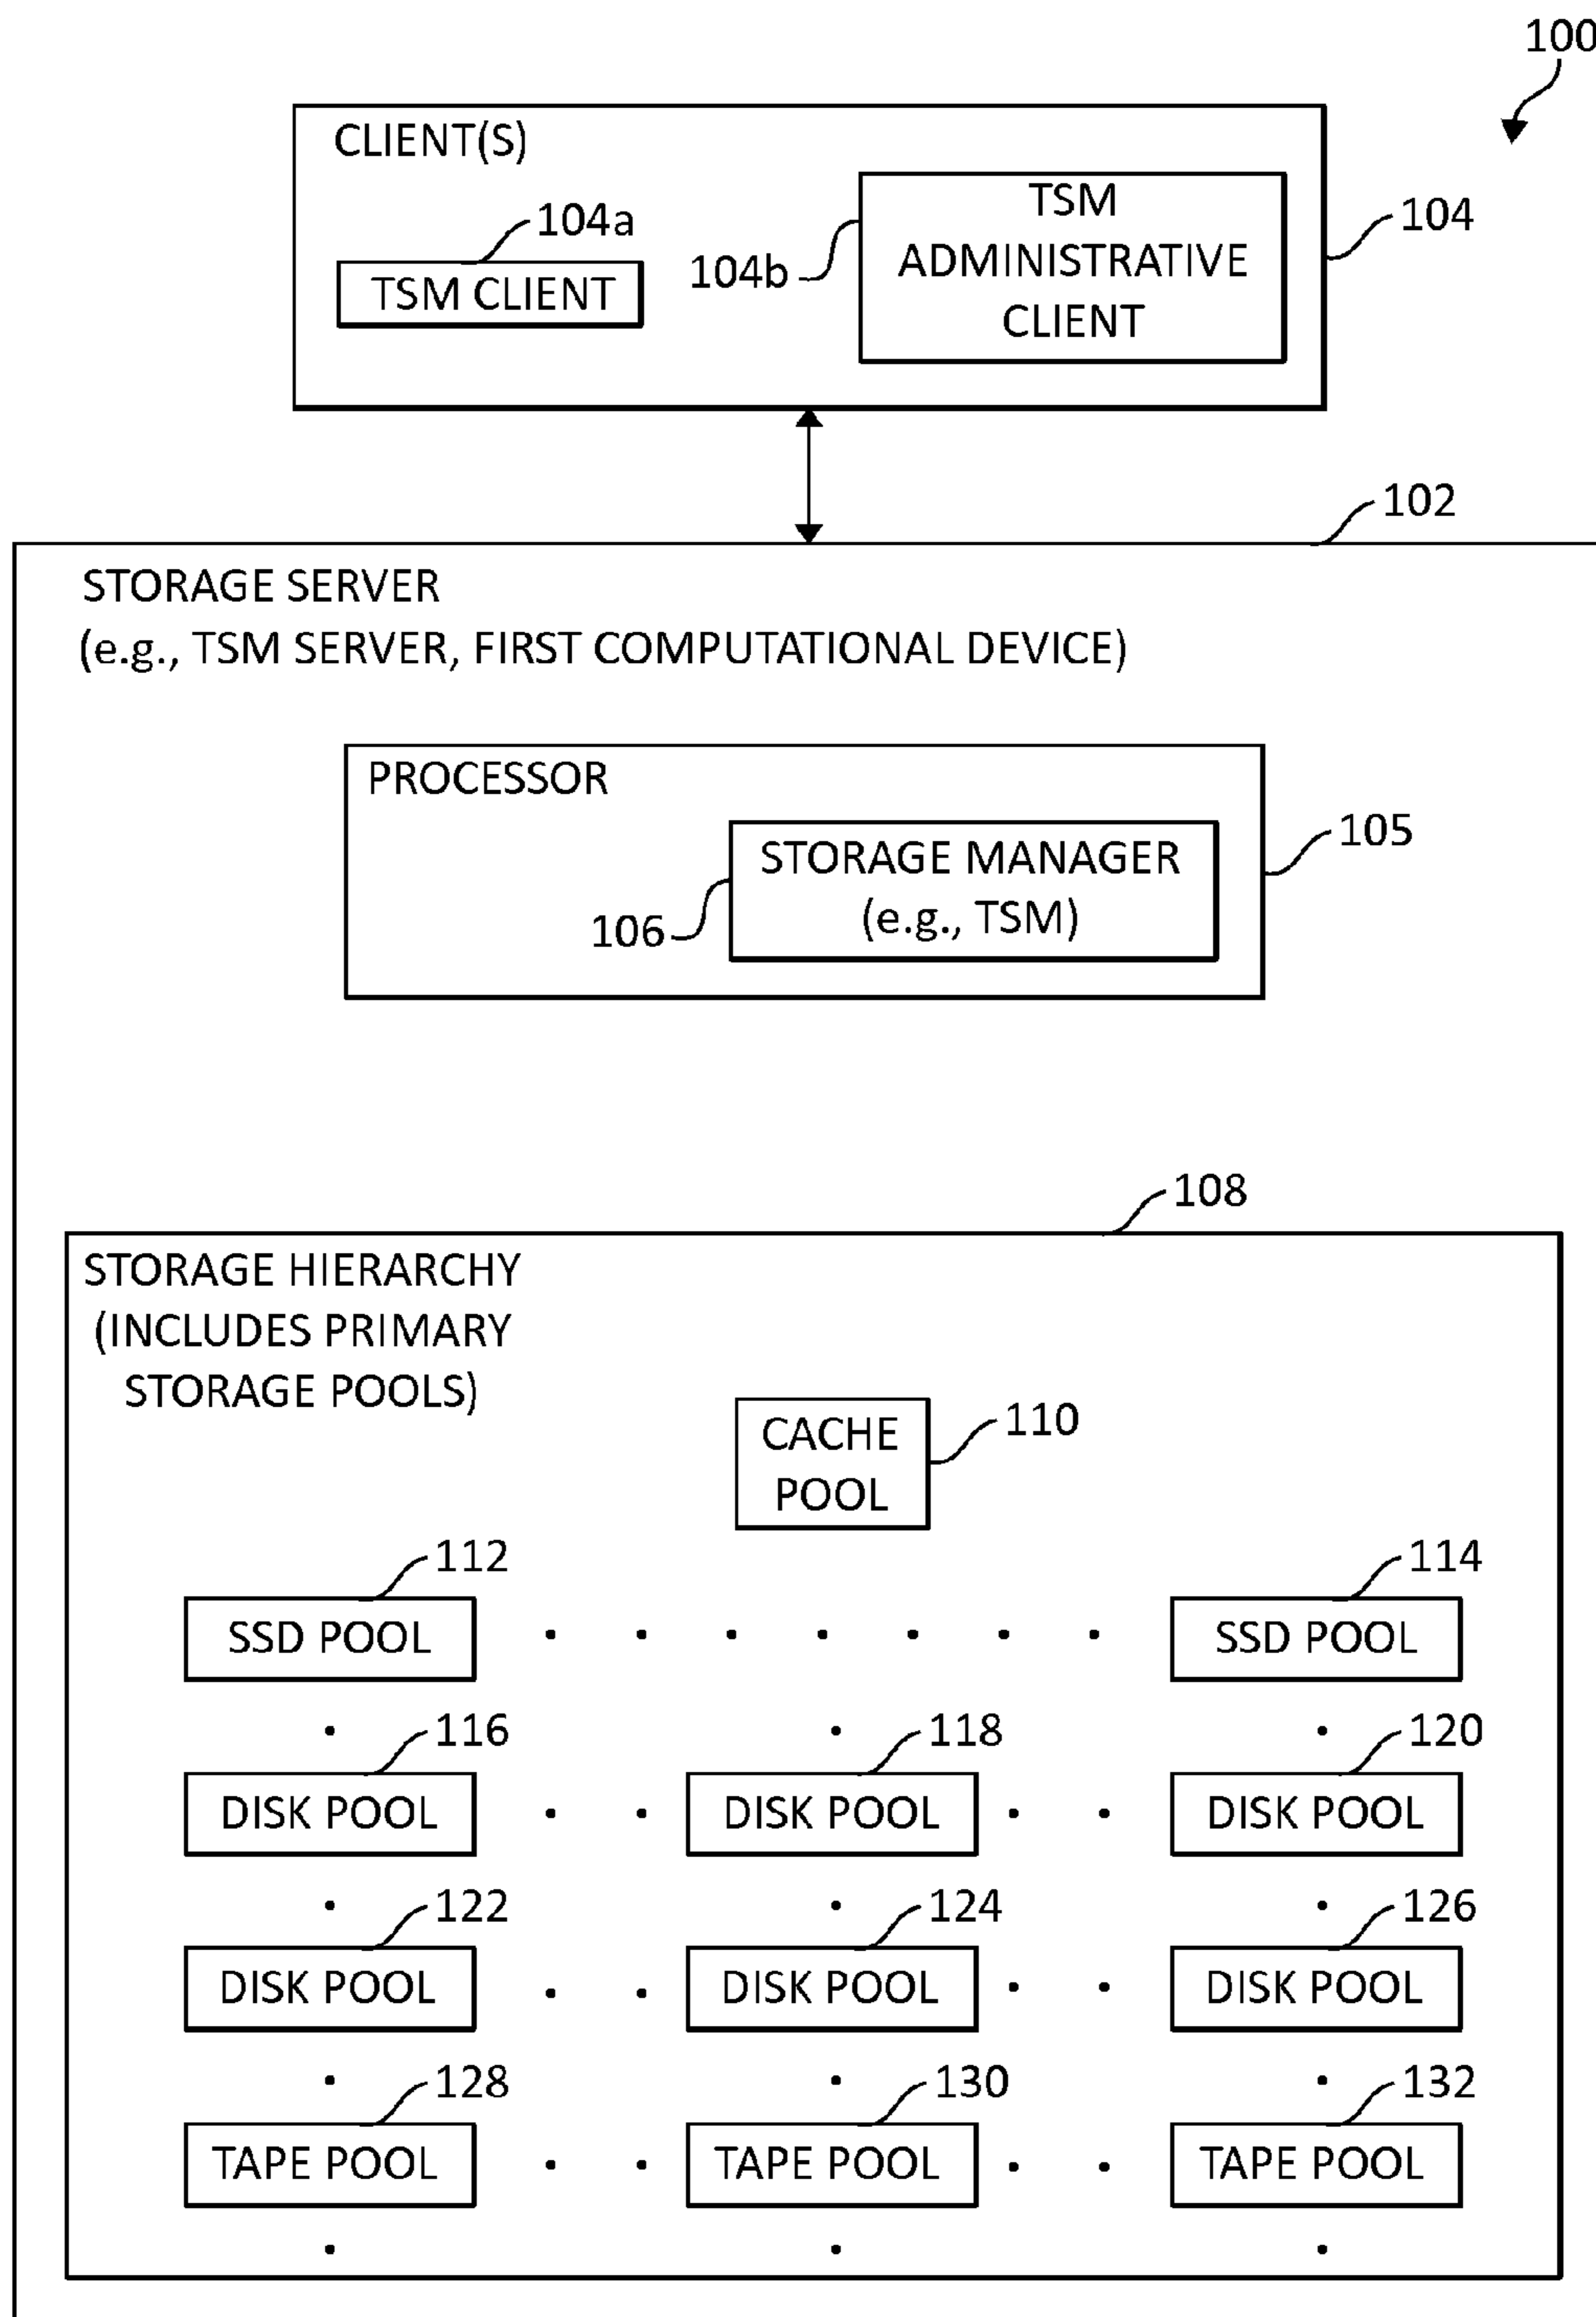 100
CLIENT(S)
104a
TSM CLIENT
104b
TSM
ADMINISTRATIVE
CLIENT
104
102
STORAGE SERVER
(e.g., TSM SERVER, FIRST COMPUTATIONAL DEVICE)
PROCESSOR
105
STORAGE MANAGER
(e.g., TSM)
106
108
STORAGE HIERARCHY
(INCLUDES PRIMARY
STORAGE POOLS)
CACHE
POOL
110
112
114
SSD POOL
SSD POOL
116
118
120
DISK POOL
DISK POOL
DISK POOL
122
124
126
DISK POOL
DISK POOL
DISK POOL
128
130
132
TAPE POOL
TAPE POOL
TAPE POOL